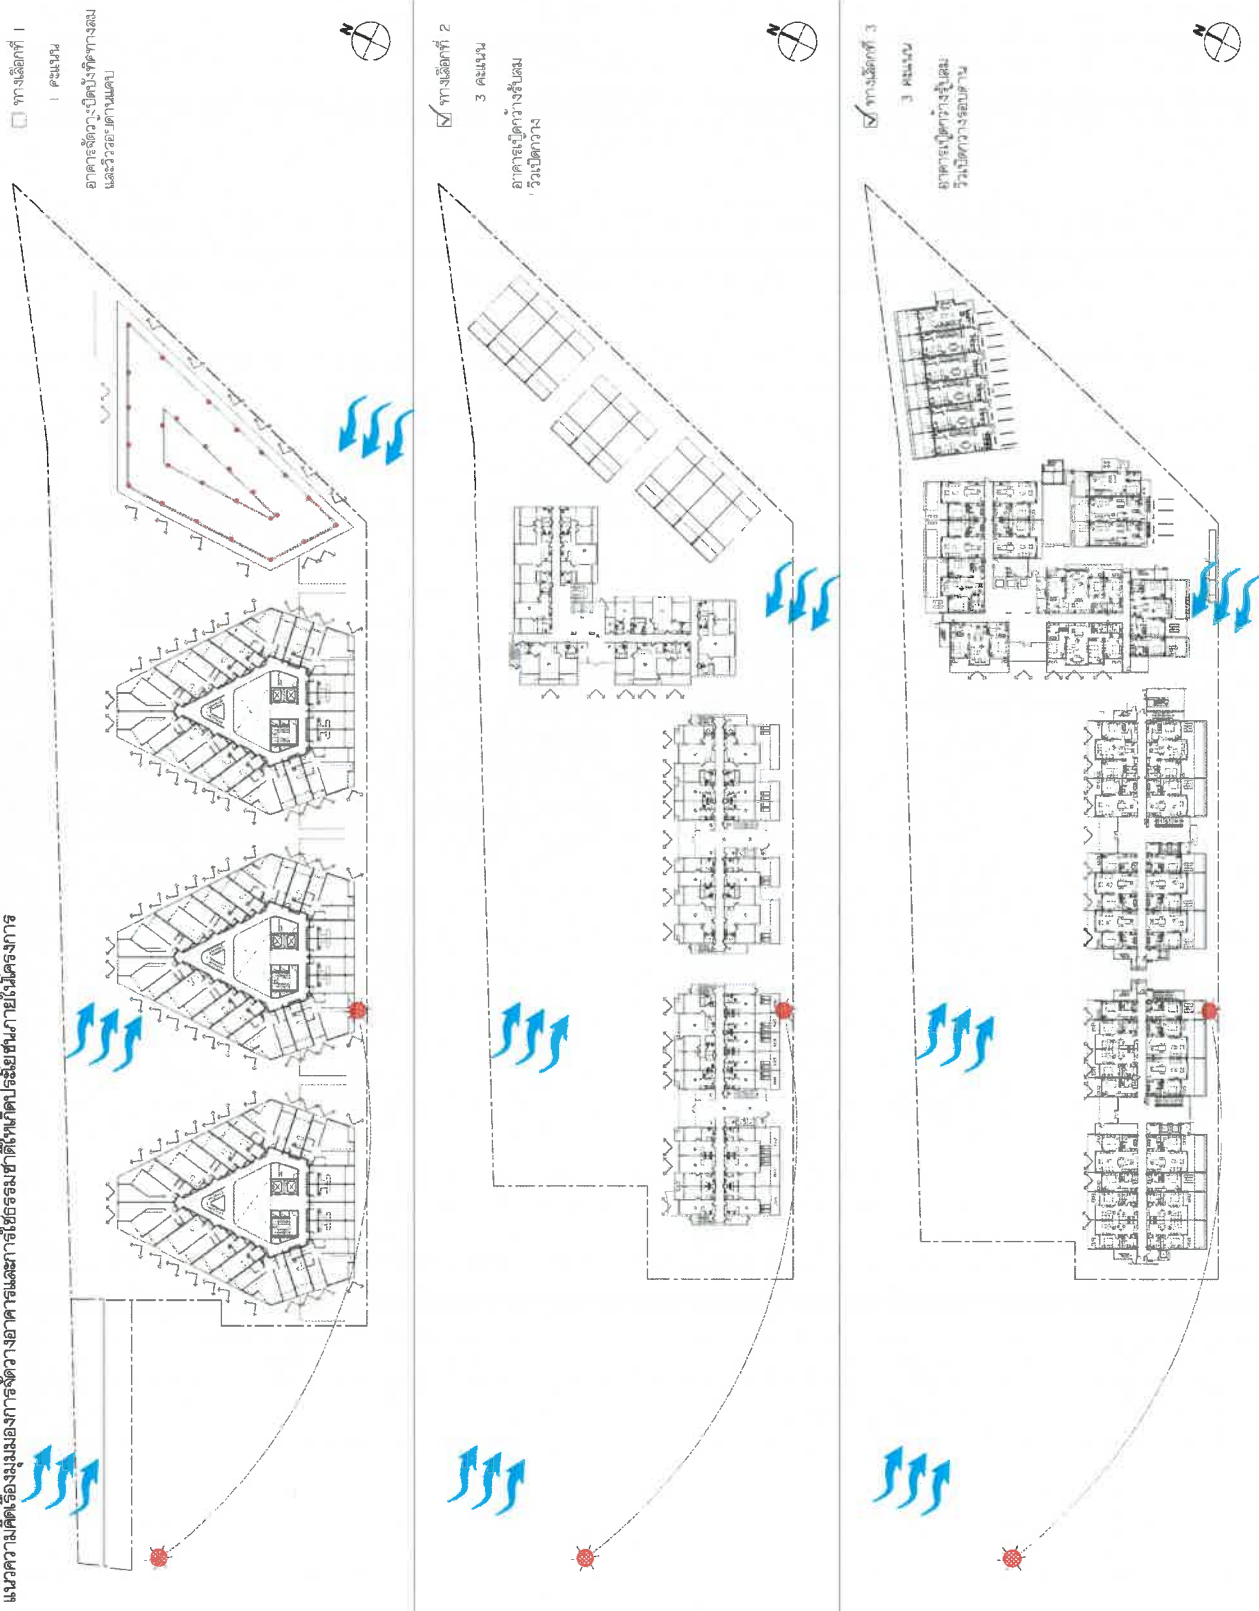 แนวความคิดเรื่องมุมมองการจัดวางอาคารและการใช้ธรรมชาติให้เกิดประโยชน์ภายในโครงการ
ทางเลือกที่ 1
1 คะแนน
อาคารจัดวางปิดบังทิศทางลม
และวิวรอบด้านแคบ
N
ทางเลือกที่ 2
3 คะแนน
อาคารเปิดกว้างรับลม
วิวเปิดกว้าง
N
ทางเลือกที่ 3
3 คะแนน
อาคารเปิดกว้างรับลม
วิวเปิดกว้างรอบด้าน
N